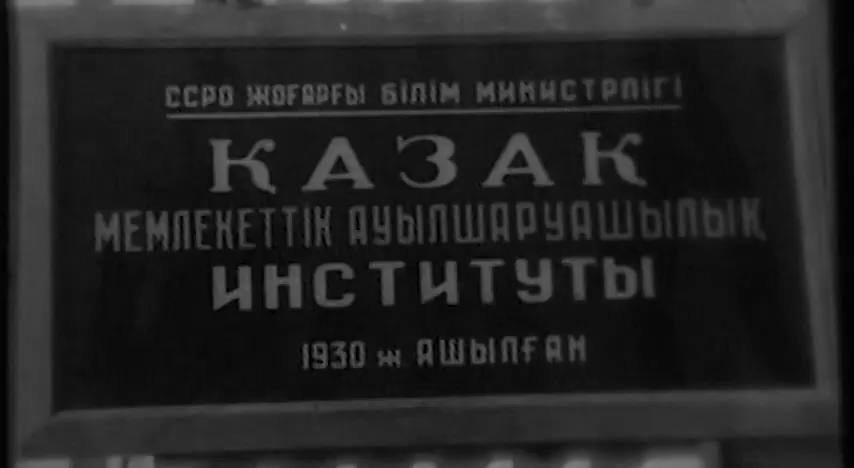 ССРО ЖОҒАРҒЫ БІЛІМ МИНИСТРЛІГІ
ҚАЗАҚ
МЕМЛЕКЕТТІК АУЫЛШАРУАШЫЛЫҚ
ИНСТИТУТЫ
1930 ж АШЫЛҒАН